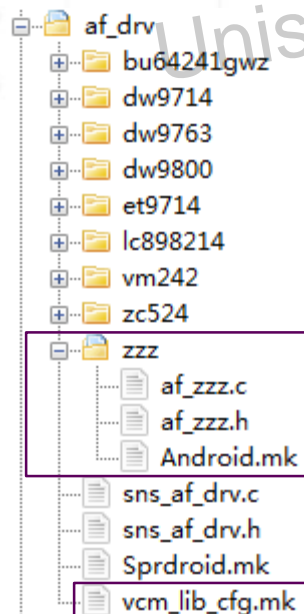 af_drv
Unis
bu64241gwz
dw9714
dw9763
dw9800
et9714
lc898214
vm242
zc524
zzz
af_zzz.c
af_zzz.h
Android.mk
sns_af_drv.c
sns_af_drv.h
Sprdroid.mk
vcm_lib_cfg.mk